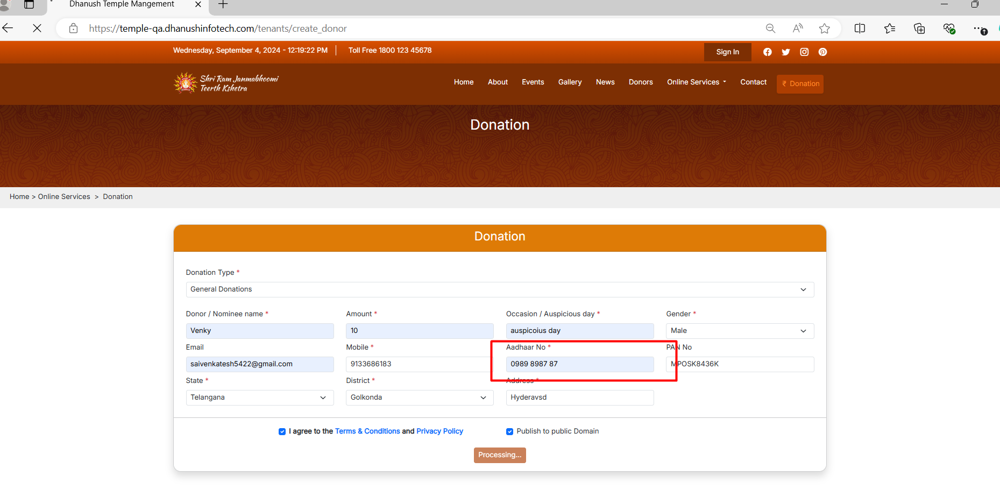 Dhanush Temple Mangement
https://temple-qa.dhanushinfotech.com/tenants/create_donor
Wednesday, September 4, 2024 - 12:19:22 PM
Toll Free 1800 123 45678
Sign In
Shri Ram Janmabhoomi
Teerth Kshetra
Home About Events Gallery News Donors Online Services Contact ₹ Donation
Donation
Home > Online Services > Donation
Donation
Donation Type *
General Donations
Donor / Nominee name * Amount * Occasion / Auspicious day * Gender *
Venky 10 auspicoius day Male
Email Mobile * Aadhaar No * PAN No
saivenkatesh5422@gmail.com 9133686183 0989 8987 87 MPOSK8436K
State * District * Address *
Telangana Golkonda Hyderavsd
I agree to the Terms & Conditions and Privacy Policy Publish to public Domain
Processing...